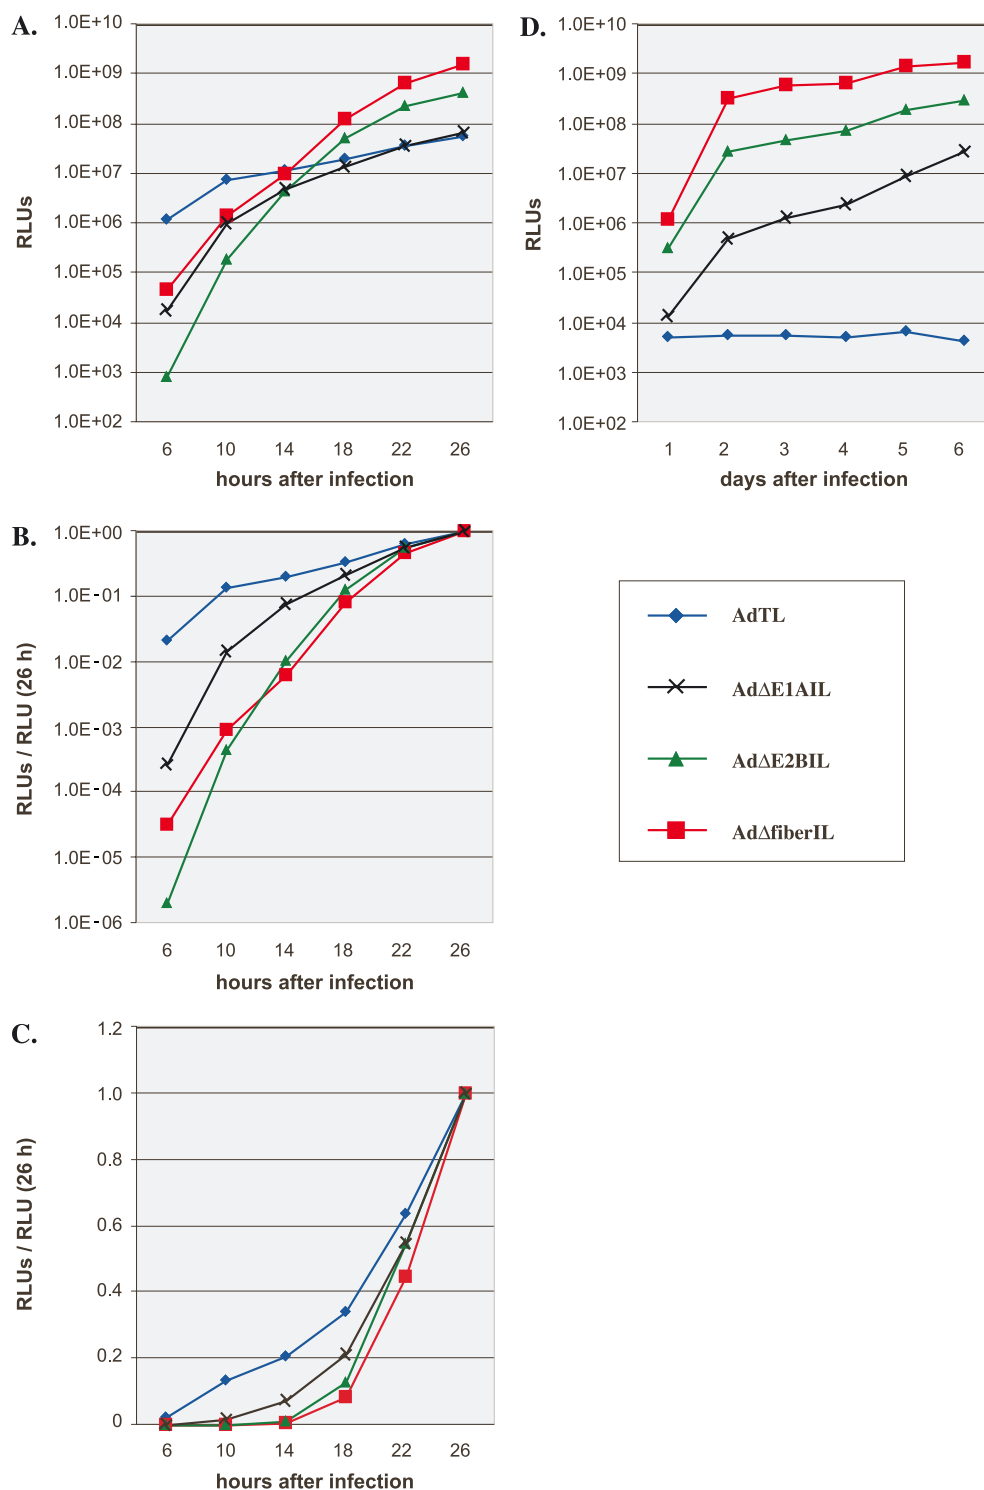 A.
1.0E+10
1.0E+09
1.0E+08
1.0E+07
1.0E+06
1.0E+05
1.0E+04
1.0E+03
1.0E+02
RLUs
6 10 14 18 22 26
hours after infection
D.
1.0E+10
1.0E+09
1.0E+08
1.0E+07
1.0E+06
1.0E+05
1.0E+04
1.0E+03
1.0E+02
RLUs
1 2 3 4 5 6
days after infection
B.
1.0E+00
1.0E-01
1.0E-02
1.0E-03
1.0E-04
1.0E-05
1.0E-06
RLUs / RLU (26 h)
6 10 14 18 22 26
hours after infection
AdTL
AdΔE1AIL
AdΔE2BIL
AdΔfiberIL
C.
1.2
1.0
0.8
0.6
0.4
0.2
0
RLUs / RLU (26 h)
6 10 14 18 22 26
hours after infection